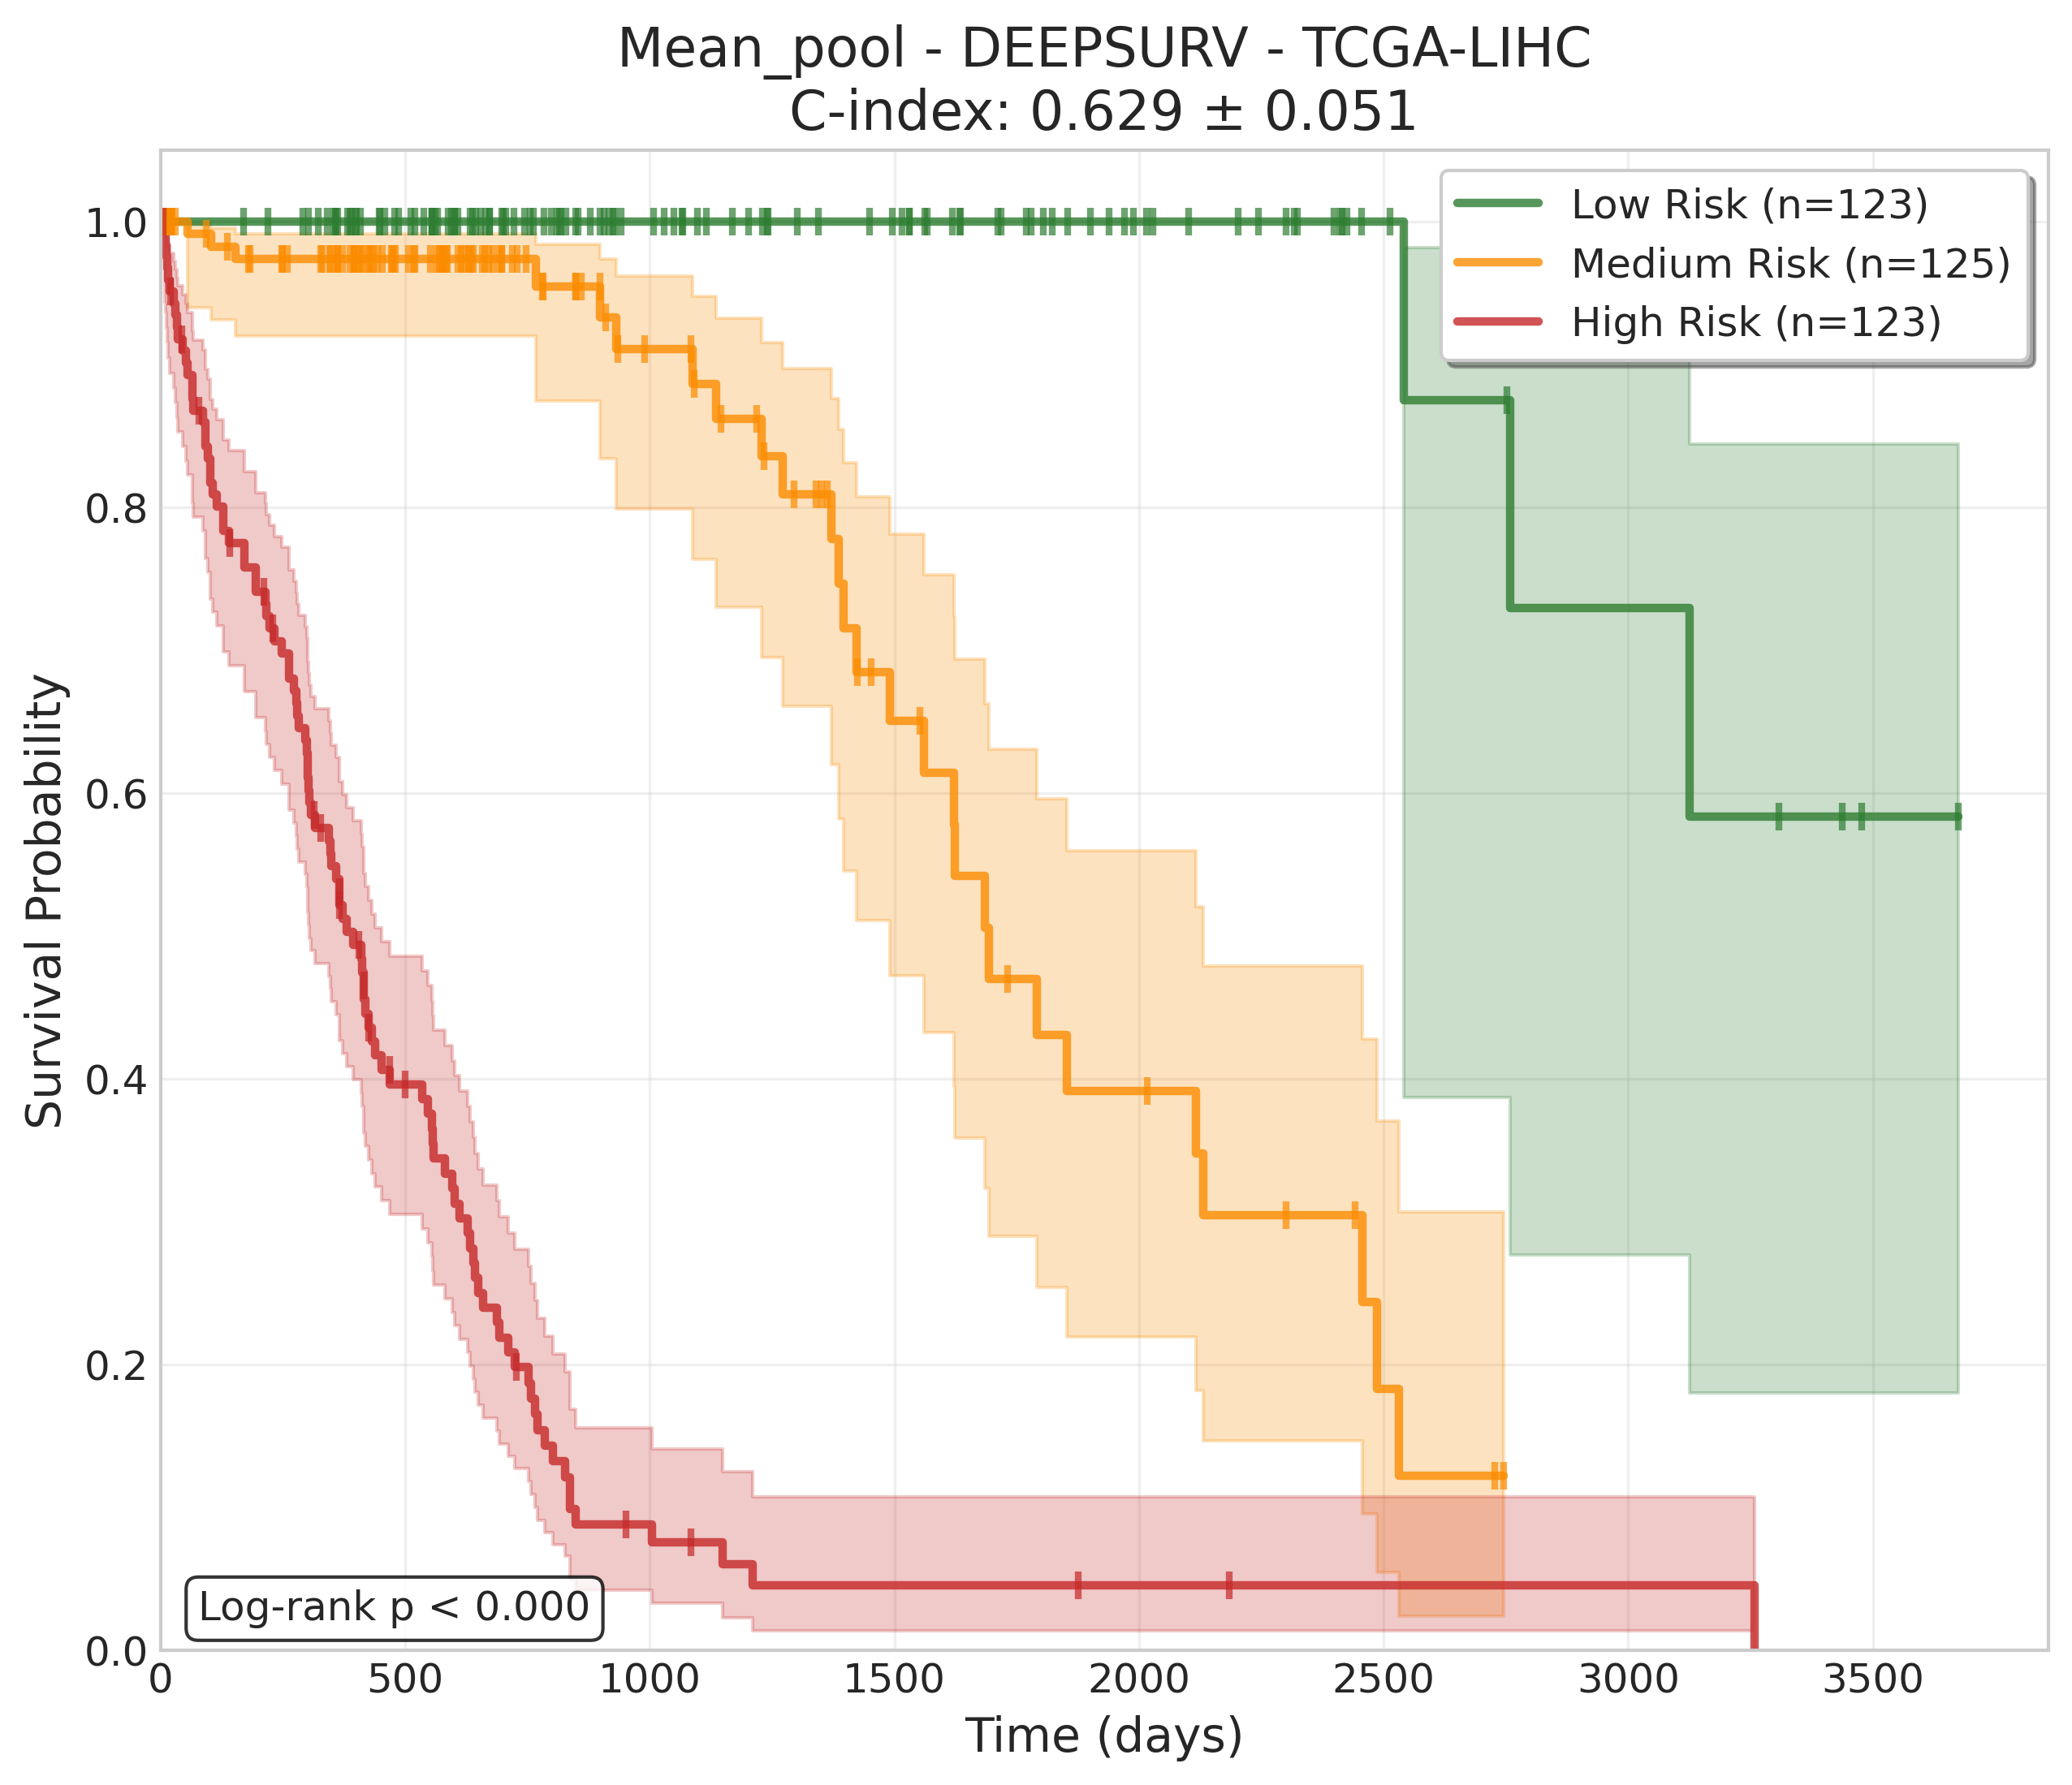 Mean_pool - DEEPSURV - TCGA-LIHC
C-index: 0.629 ± 0.051
Low Risk (n=123)
Medium Risk (n=125)
High Risk (n=123)
Survival Probability
1.0
0.8
0.6
0.4
0.2
0.0
Log-rank p < 0.000
0 500 1000 1500 2000 2500 3000 3500
Time (days)